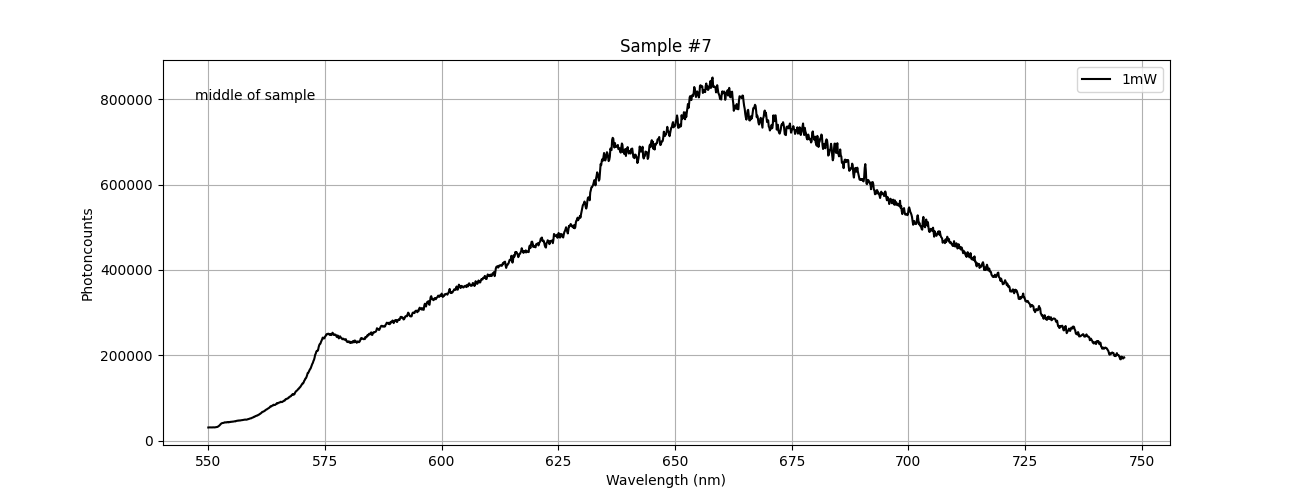 Sample #7
middle of sample
1mW
Photoncounts
800000
600000
400000
200000
0
550 575 600 625 650 675 700 725 750
Wavelength (nm)